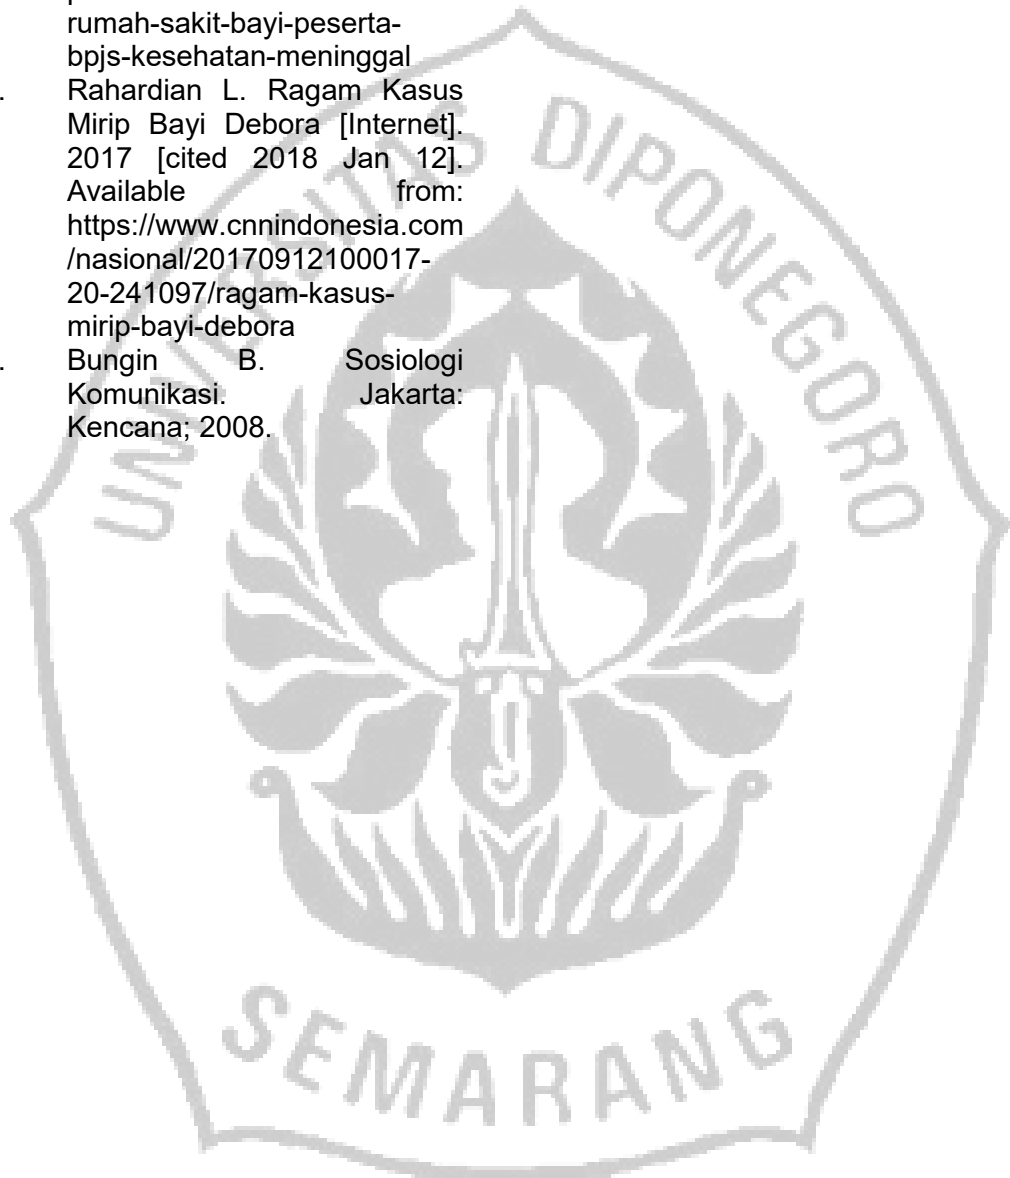 rumah-sakit-bayi-peserta-
bpjs-kesehatan-meninggal
. Rahardian L. Ragam Kasus
Mirip Bayi Debora [Internet].
2017 [cited 2018 Jan 12].
Available from:
https://www.cnnindonesia.com
/nasional/20170912100017-
20-241097/ragam-kasus-
mirip-bayi-debora
. Bungin B. Sosiologi
Komunikasi. Jakarta:
Kencana; 2008.
UNIVERSITAS DIPONEGORO
SEMARANG